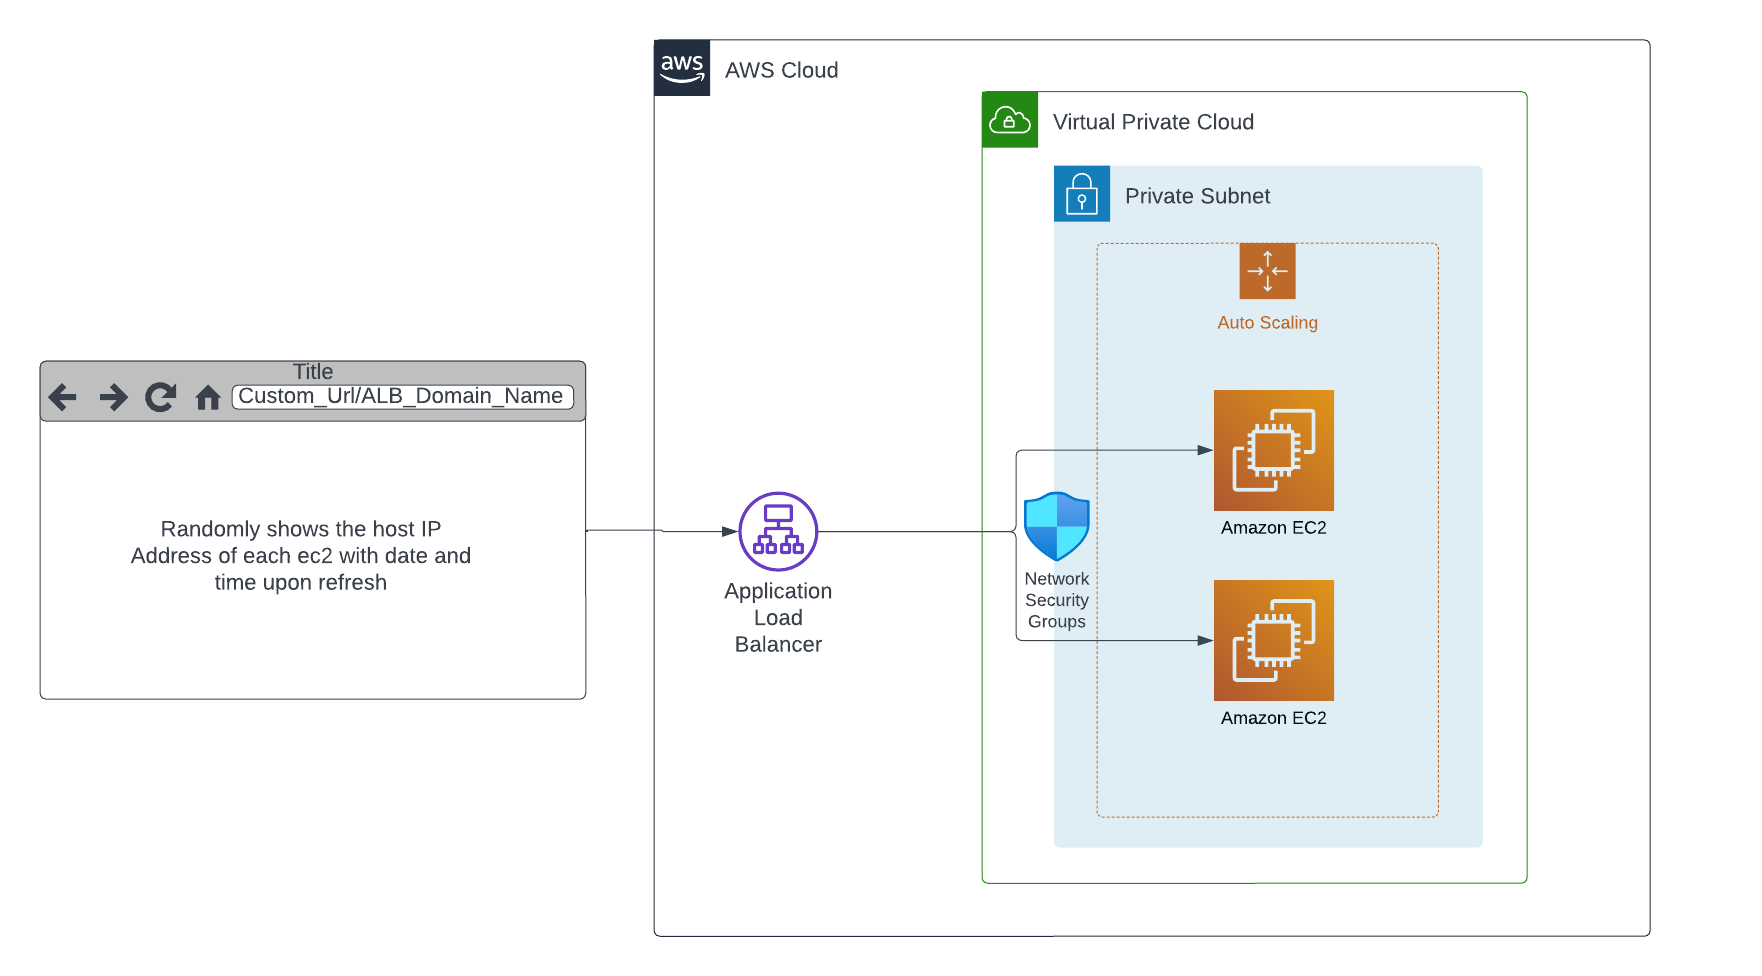 aws
AWS Cloud
Virtual Private Cloud
Private Subnet
Auto Scaling
Title
Custom_Url/ALB_Domain_Name
Randomly shows the host IP
Address of each ec2 with date and
time upon refresh
Application
Load
Balancer
Network
Security
Groups
Amazon EC2
Amazon EC2